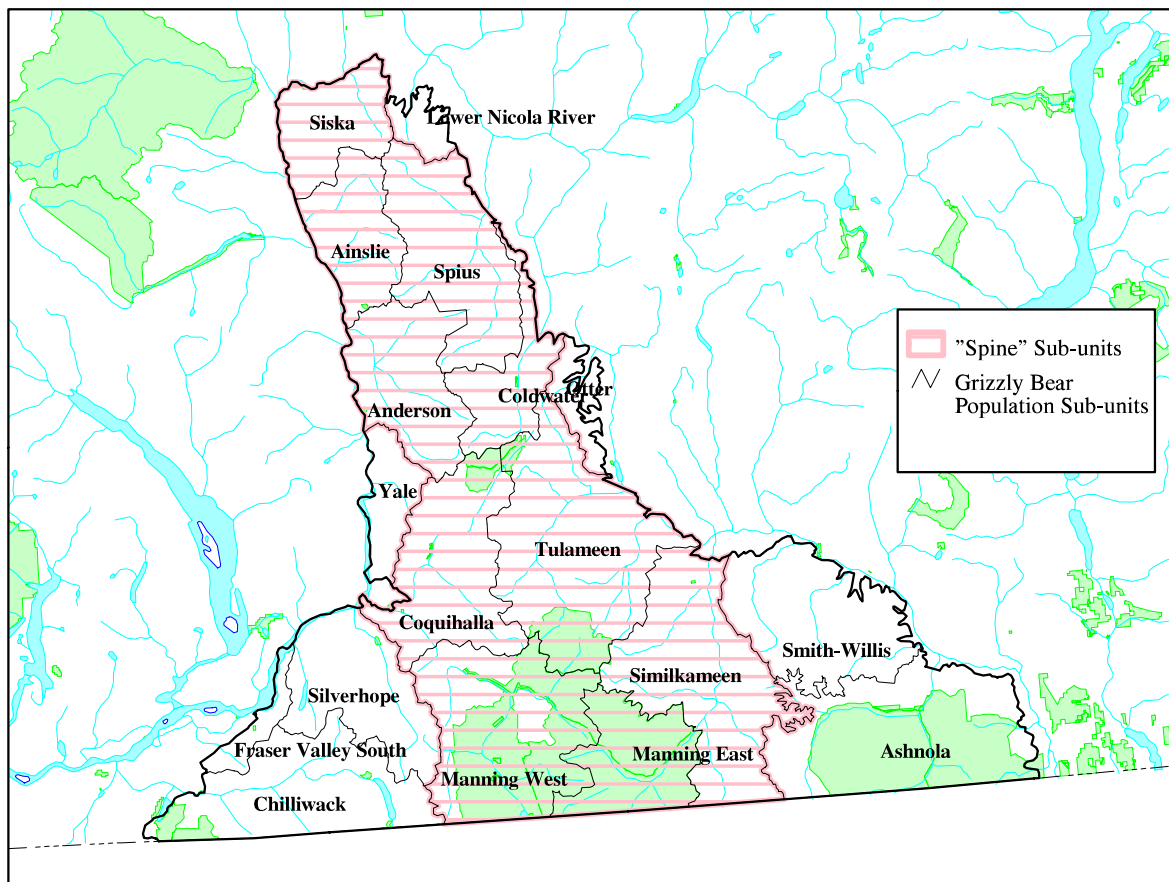 Lower Nicola River
Siska
Ainslie
Spius
"Spine" Sub-units
Grizzly Bear
Population Sub-units
Otter
Coldwater
Anderson
Yale
Tulameen
Coquihalla
Smith-Willis
Similkameen
Silverhope
Fraser Valley South
Manning East
Ashnola
Manning West
Chilliwack